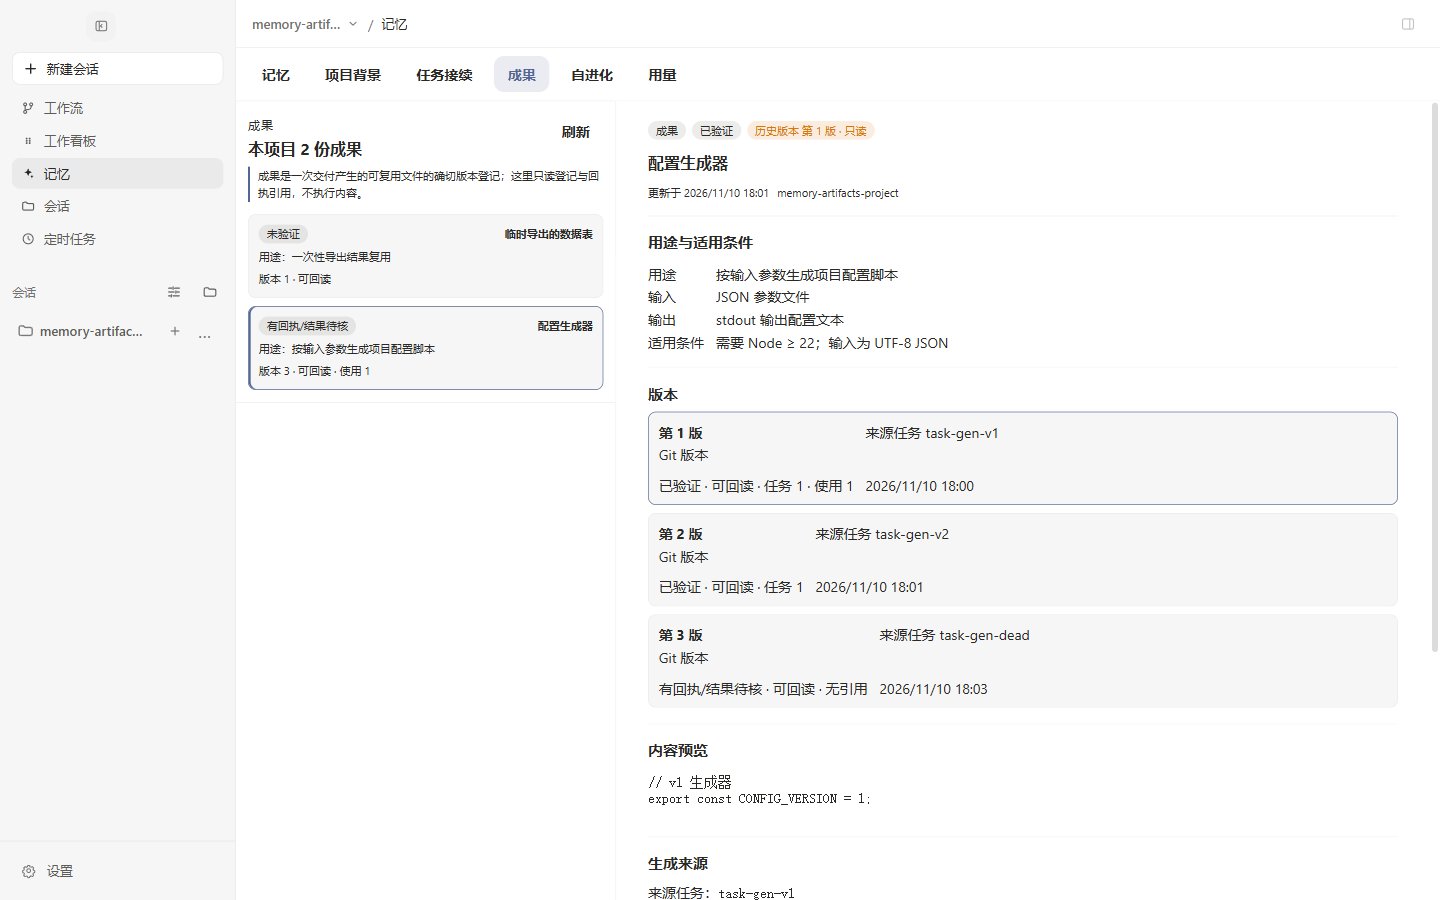 新建会话
工作流
工作看板
记忆
会话
定时任务
会话
memory-artifac...
设置
memory-artif... / 记忆
记忆 项目背景 任务接续 成果 自进化 用量
成果
本项目 2 份成果
刷新
成果是一次交付产生的可复用文件的确切版本登记；这里只读登记与回
执引用，不执行内容。
未验证 临时导出的数据表
用途：一次性导出结果复用
版本 1 · 可回读
有回执/结果待核 配置生成器
用途：按输入参数生成项目配置脚本
版本 3 · 可回读 · 使用 1
成果 已验证 历史版本 第 1 版 · 只读
配置生成器
更新于 2026/11/10 18:01 memory-artifacts-project
用途与适用条件
用途 按输入参数生成项目配置脚本
输入 JSON 参数文件
输出 stdout 输出配置文本
适用条件 需要 Node ≥ 22；输入为 UTF-8 JSON
版本
第 1 版 来源任务 task-gen-v1
Git 版本
已验证 · 可回读 · 任务 1 · 使用 1 2026/11/10 18:00
第 2 版 来源任务 task-gen-v2
Git 版本
已验证 · 可回读 · 任务 1 2026/11/10 18:01
第 3 版 来源任务 task-gen-dead
Git 版本
有回执/结果待核 · 可回读 · 无引用 2026/11/10 18:03
内容预览
// v1 生成器
export const CONFIG_VERSION = 1;
生成来源
来源任务：task-gen-v1